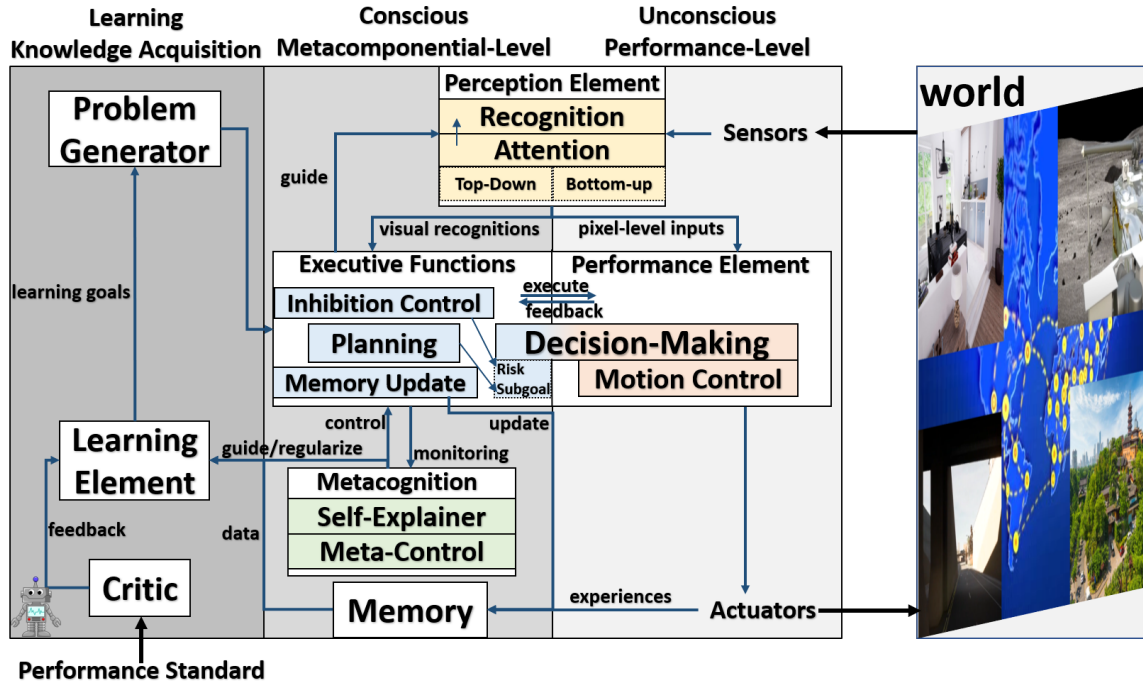 Learning
Knowledge Acquisition
Conscious
Metacomponential-Level
Unconscious
Performance-Level
Problem
Generator
learning goals
Learning
Element
feedback
Critic
Performance Standard
Perception Element
Recognition
Attention
Top-Down
Bottom-up
Sensors
guide
visual recognitions
pixel-level inputs
Executive Functions
Inhibition Control
Planning
Memory Update
Risk
Subgoal
execute
feedback
Performance Element
Decision-Making
Motion Control
control
update
guide/regularize
monitoring
Metacognition
Self-Explainer
Meta-Control
data
Memory
experiences
Actuators
world